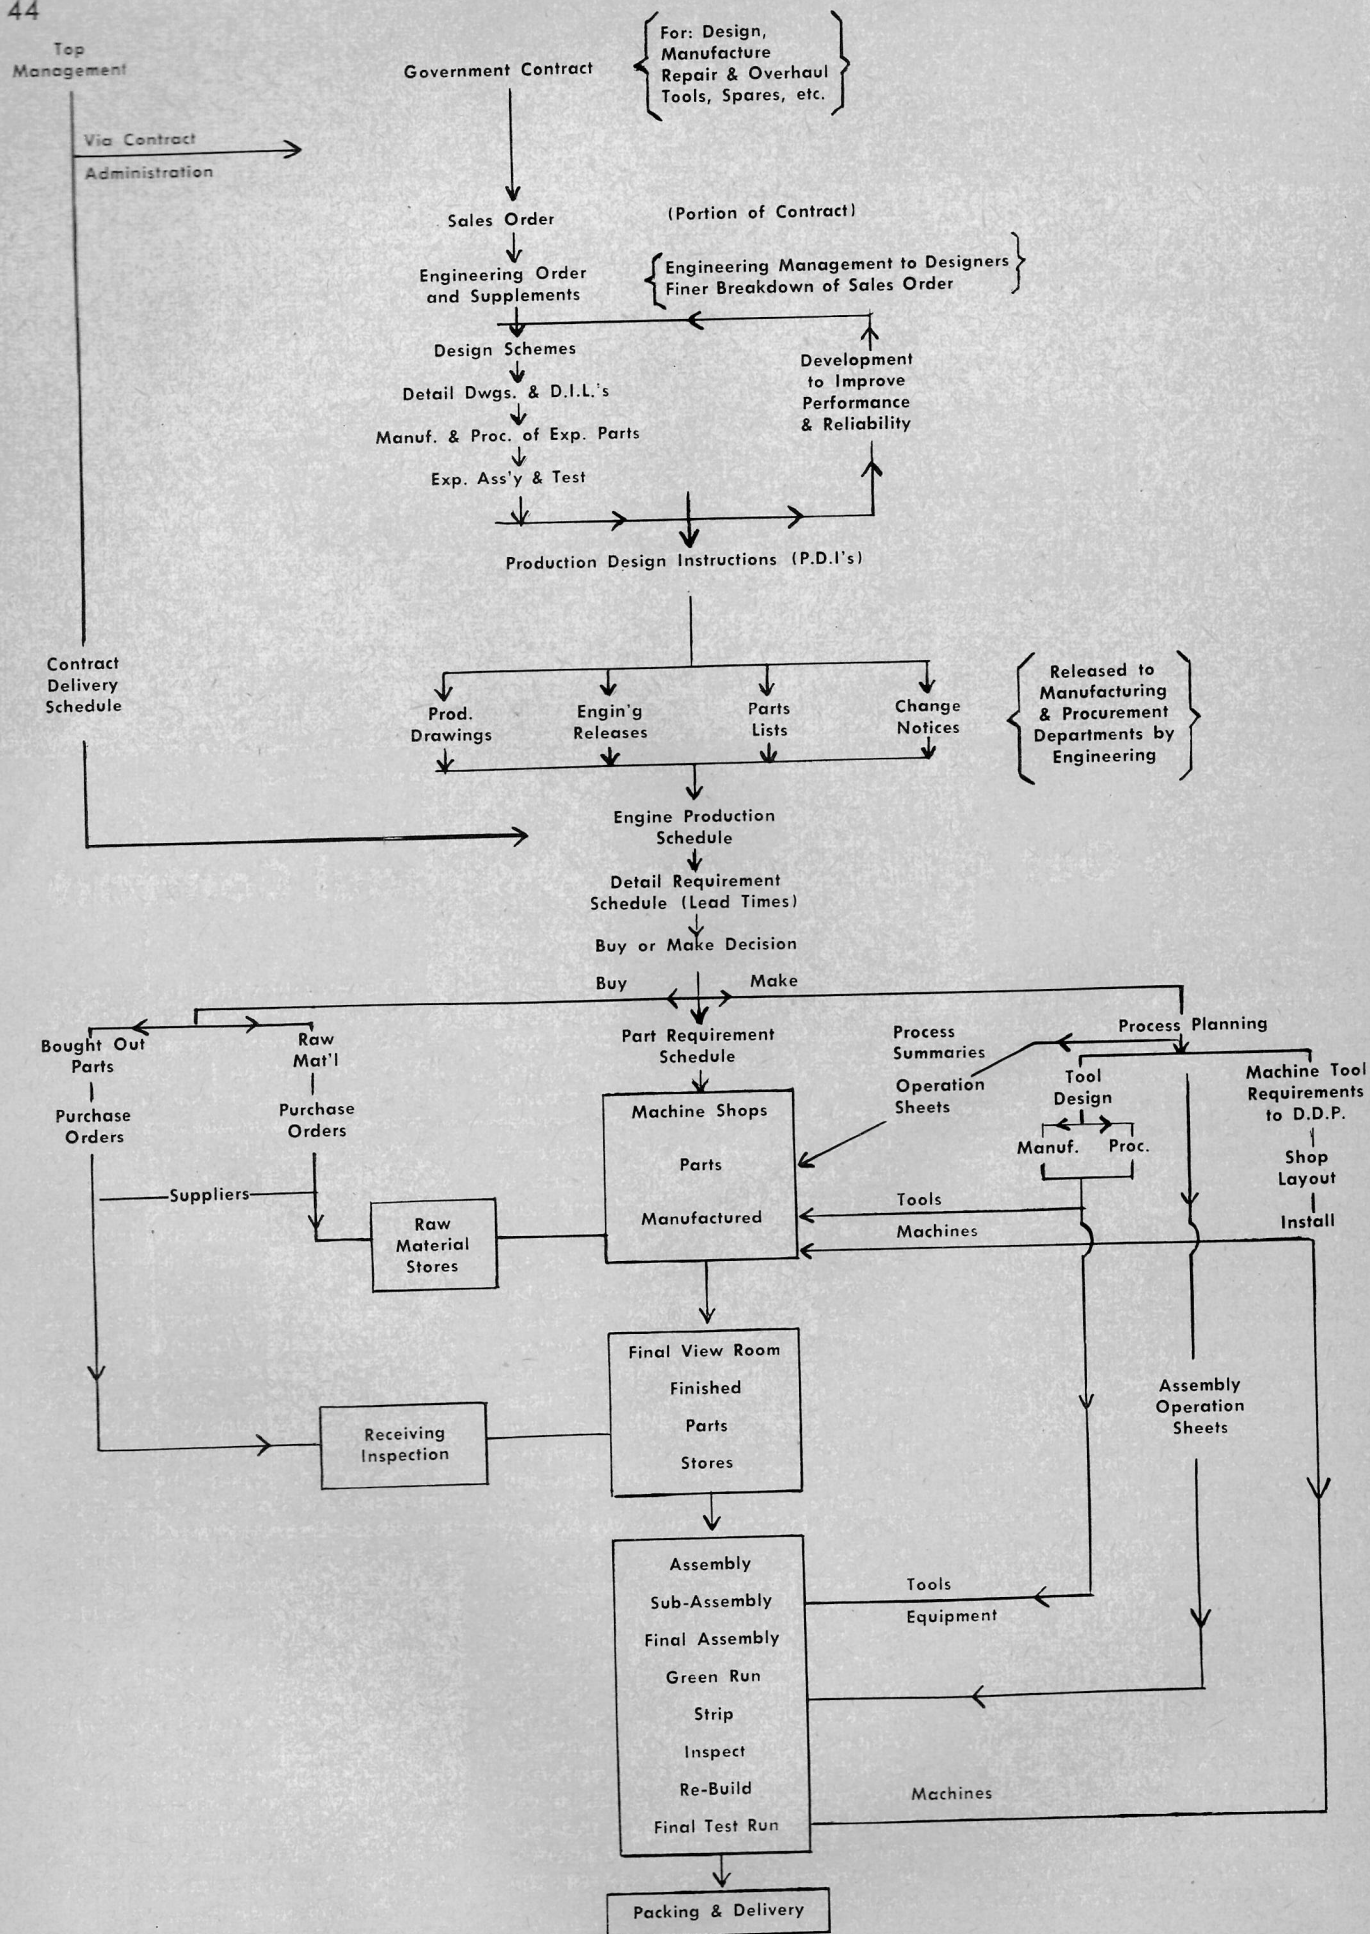 44
Top
Management
Via Contract
Administration
Government Contract
For: Design,
Manufacture
Repair & Overhaul
Tools, Spares, etc.
Sales Order
(Portion of Contract)
Engineering Order
and Supplements
Engineering Management to Designers
Finer Breakdown of Sales Order
Design Schemes
Detail Dwgs. & D.I.L.'s
Manuf. & Proc. of Exp. Parts
Exp. Ass'y & Test
Development
to Improve
Performance
& Reliability
Production Design Instructions (P.D.I's)
Contract
Delivery
Schedule
Prod.
Drawings
Engin'g
Releases
Parts
Lists
Change
Notices
Released to
Manufacturing
& Procurement
Departments by
Engineering
Engine Production
Schedule
Detail Requirement
Schedule (Lead Times)
Buy or Make Decision
Buy
Make
Bought Out
Parts
Raw
Mat'l
Part Requirement
Schedule
Process
Summaries
Operation
Sheets
Process Planning
Tool
Design
Manuf.
Proc.
Machine Tool
Requirements
to D.D.P.
Shop
Layout
Install
Purchase
Orders
Purchase
Orders
Suppliers
Raw
Material
Stores
Machine Shops
Parts
Manufactured
Tools
Machines
Receiving
Inspection
Final View Room
Finished
Parts
Stores
Assembly
Operation
Sheets
Assembly
Sub-Assembly
Final Assembly
Green Run
Strip
Inspect
Re-Build
Final Test Run
Tools
Equipment
Machines
Packing & Delivery